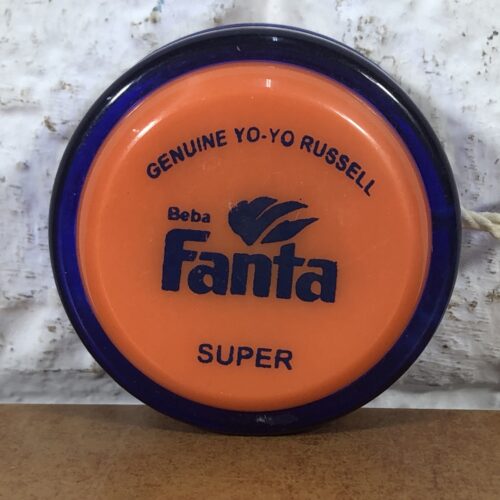 GENUINE YO-YO RUSSELL
Beba
Fanta
SUPER